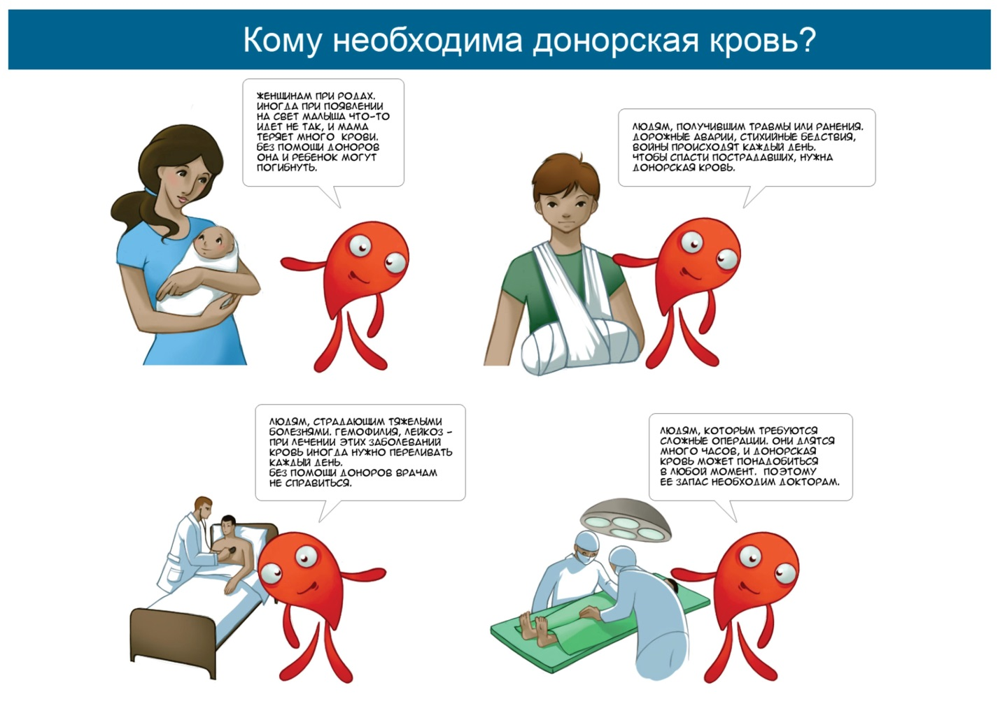 Кому необходима донорская кровь?
ЖЕНЩИНАМ ПРИ РОДАХ.
ИНОГДА ПРИ ПОЯВЛЕНИИ
НА СВЕТ МАЛЫША ЧТО-ТО
ИДЕТ НЕ ТАК, И МАМА
ТЕРЯЕТ МНОГО КРОВИ.
БЕЗ ПОМОЩИ ДОНОРОВ
ОНА И РЕБЕНОК МОГУТ
ПОГИБНУТЬ.
ЛЮДЯМ, ПОЛУЧИВШИМ ТРАВМЫ ИЛИ РАНЕНИЯ.
ДОРОЖНЫЕ АВАРИИ, СТИХИЙНЫЕ БЕДСТВИЯ,
ВОЙНЫ ПРОИСХОДЯТ КАЖДЫЙ ДЕНЬ.
ЧТОБЫ СПАСТИ ПОСТРАДАВШИХ, НУЖНА
ДОНОРСКАЯ КРОВЬ.
ЛЮДЯМ, СТРАДАЮЩИМ ТЯЖЕЛЫМИ
БОЛЕЗНЯМИ. ГЕМОФИЛИЯ, ЛЕЙКОЗ -
ПРИ ЛЕЧЕНИИ ЭТИХ ЗАБОЛЕВАНИЙ
КРОВЬ ИНОГДА НУЖНО ПЕРЕЛИВАТЬ
КАЖДЫЙ ДЕНЬ.
БЕЗ ПОМОЩИ ДОНОРОВ ВРАЧАМ
НЕ СПРАВИТЬСЯ.
ЛЮДЯМ, КОТОРЫМ ТРЕБУЮТСЯ
СЛОЖНЫЕ ОПЕРАЦИИ. ОНИ ДЛЯТСЯ
МНОГО ЧАСОВ, И ДОНОРСКАЯ
КРОВЬ МОЖЕТ ПОНАДОБИТЬСЯ
В ЛЮБОЙ МОМЕНТ. ПОЭТОМУ
ЕЕ ЗАПАС НЕОБХОДИМ ДОКТОРАМ.